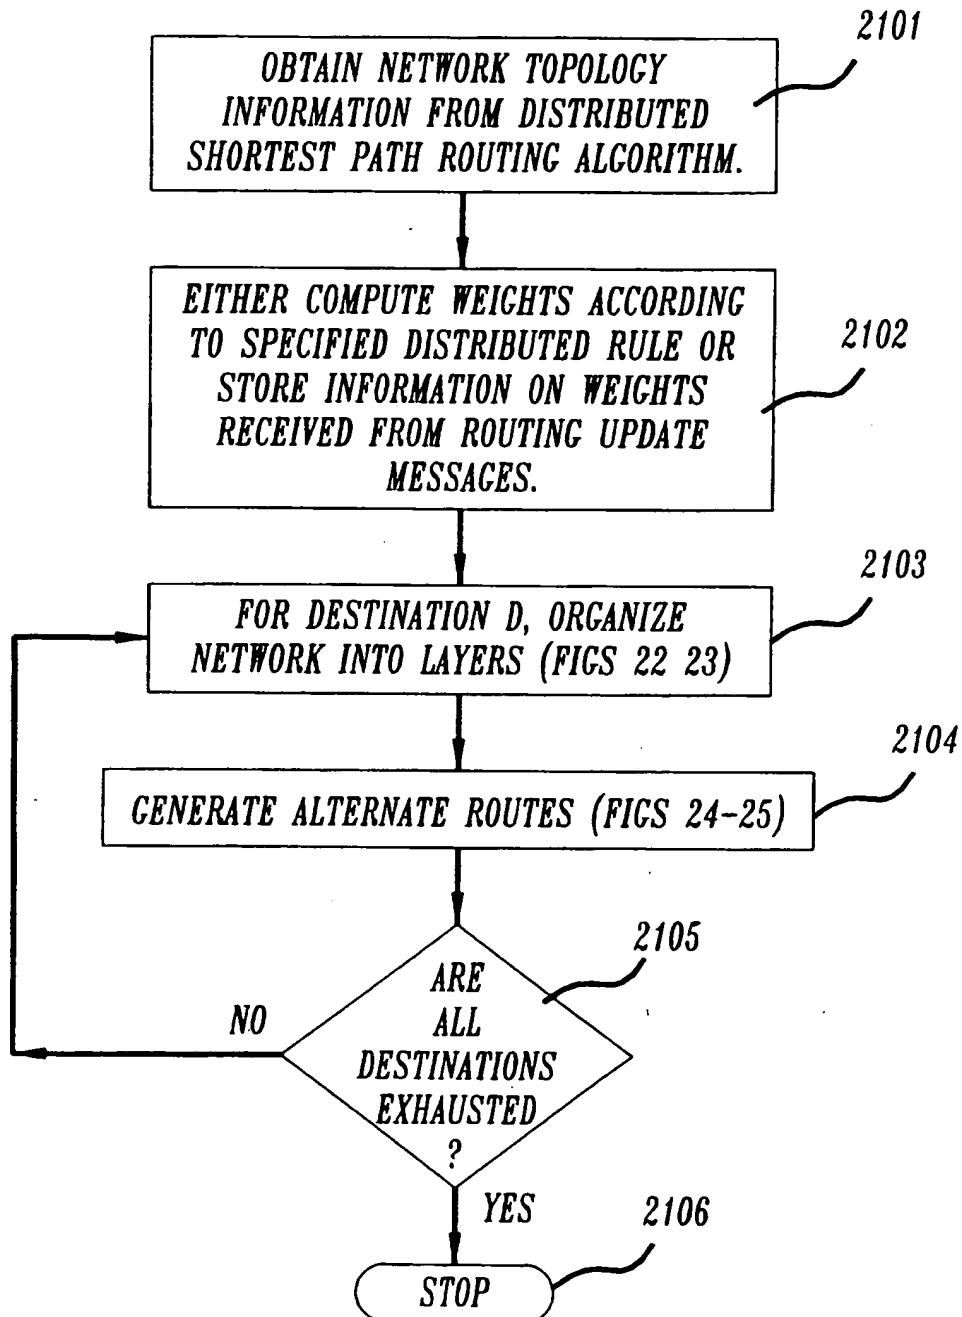 2101
OBTAIN NETWORK TOPOLOGY
INFORMATION FROM DISTRIBUTED
SHORTEST PATH ROUTING ALGORITHM.
EITHER COMPUTE WEIGHTS ACCORDING
TO SPECIFIED DISTRIBUTED RULE OR
STORE INFORMATION ON WEIGHTS
RECEIVED FROM ROUTING UPDATE
MESSAGES.
2102
2103
FOR DESTINATION D, ORGANIZE
NETWORK INTO LAYERS (FIGS 22 23)
2104
GENERATE ALTERNATE ROUTES (FIGS 24-25)
2105
ARE
ALL
DESTINATIONS
EXHAUSTED
?
NO
YES
2106
STOP